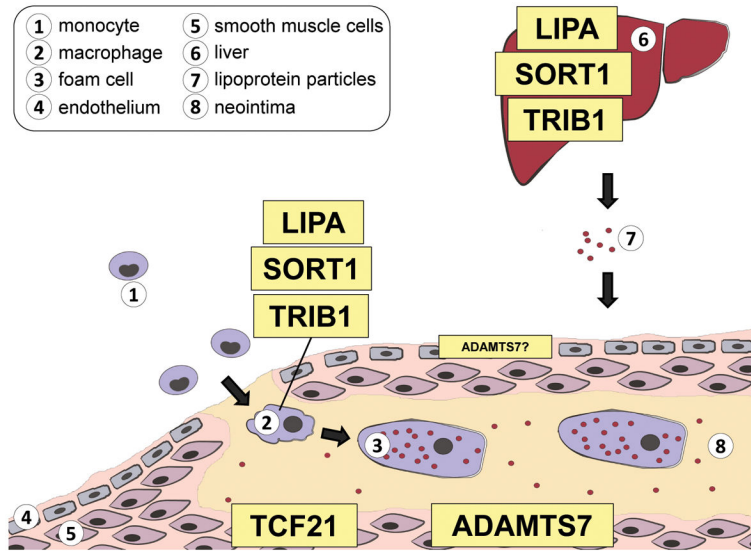 1 monocyte
2 macrophage
3 foam cell
4 endothelium
5 smooth muscle cells
6 liver
7 lipoprotein particles
8 neointima
LIPA
6
SORT1
TRIB1
7
LIPA
SORT1
TRIB1
1
ADAMTS7?
2
3
8
4
5
TCF21
ADAMTS7